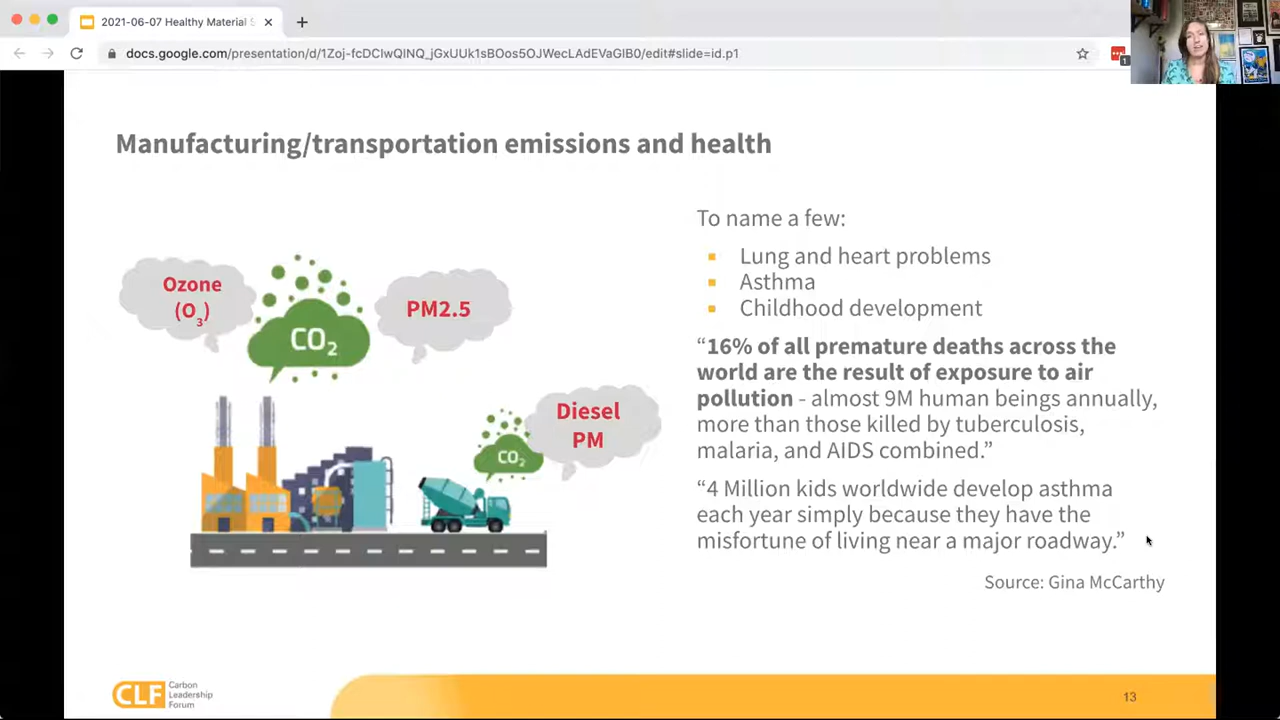 2021-06-07 Healthy Material S
docs.google.com/presentation/d/1Zoj-fcDCIwQINQ_jGxUUk1sBOos5OJWecLAdEVaGIB0/edit#slide=id.p1
1
Manufacturing/transportation emissions and health
Ozone
(O3)
CO2
PM2.5
Diesel
PM
CO2
To name a few:
Lung and heart problems
Asthma
Childhood development
“16% of all premature deaths across the
world are the result of exposure to air
pollution - almost 9M human beings annually,
more than those killed by tuberculosis,
malaria, and AIDS combined.”
“4 Million kids worldwide develop asthma
each year simply because they have the
misfortune of living near a major roadway.”
Source: Gina McCarthy
CLF
Carbon
Leadership
Forum
13